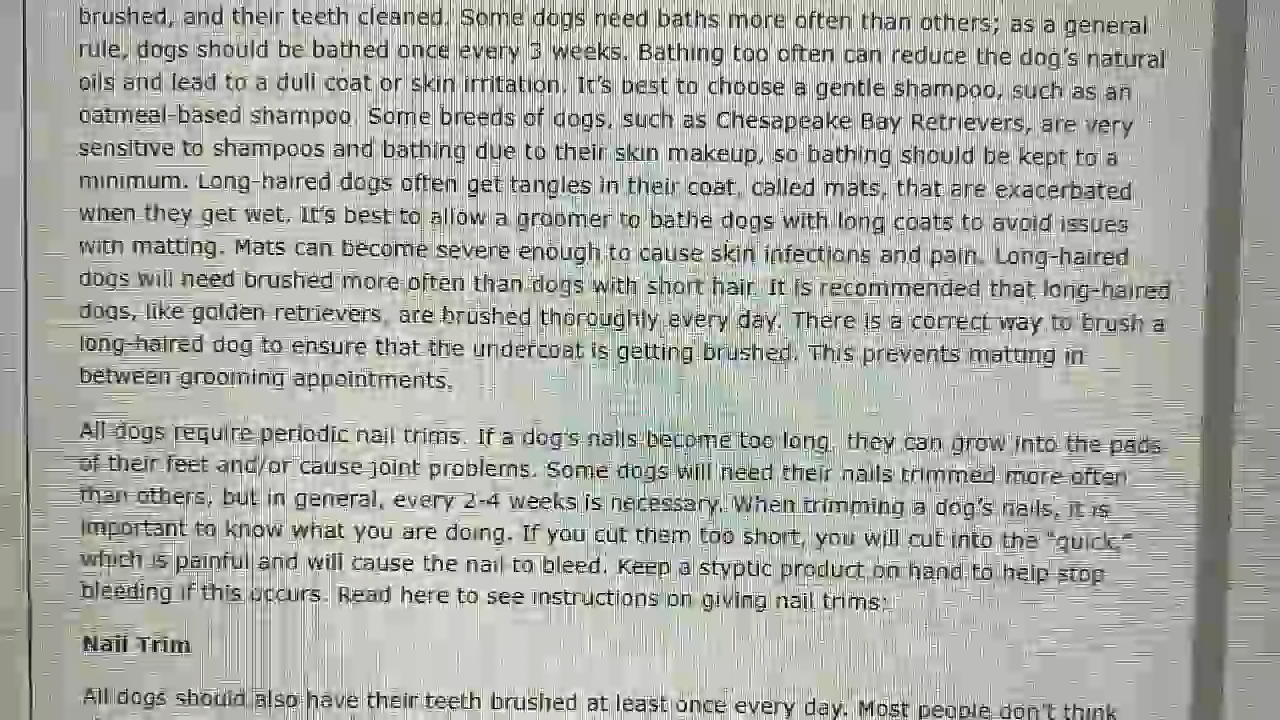 brushed, and their teeth cleaned. Some dogs need baths more often than others; as a general
rule, dogs should be bathed once every 3 weeks. Bathing too often can reduce the dog's natural
oils and lead to a dull coat or skin irritation. It's best to choose a gentle shampoo, such as an
oatmeal-based shampoo. Some breeds of dogs, such as Chesapeake Bay Retrievers, are very
sensitive to shampoos and bathing due to their skin makeup, so bathing should be kept to a
minimum. Long-haired dogs often get tangles in their coat, called mats, that are exacerbated
when they get wet. It's best to allow a groomer to bathe dogs with long coats to avoid issues
with matting. Mats can become severe enough to cause skin infections and pain. Long-haired
dogs will need brushed more often than dogs with short hair. It is recommended that long-haired
dogs, like golden retrievers, are brushed thoroughly every day. There is a correct way to brush a
long-haired dog to ensure that the undercoat is getting brushed. This prevents matting in
between grooming appointments.
All dogs require periodic nail trims. If a dog's nails become too long, they can grow into the pads
of their feet and/or cause joint problems. Some dogs will need their nails trimmed more often
than others, but in general, every 2-4 weeks is necessary. When trimming a dog's nails, it is
important to know what you are doing. If you cut them too short, you will cut into the "quick"
which is painful and will cause the nail to bleed. Keep a styptic product on hand to help stop
bleeding if this occurs. Read here to see instructions on giving nail trims:
Nail Trim
All dogs should also have their teeth brushed at least once every day. Most people don't think